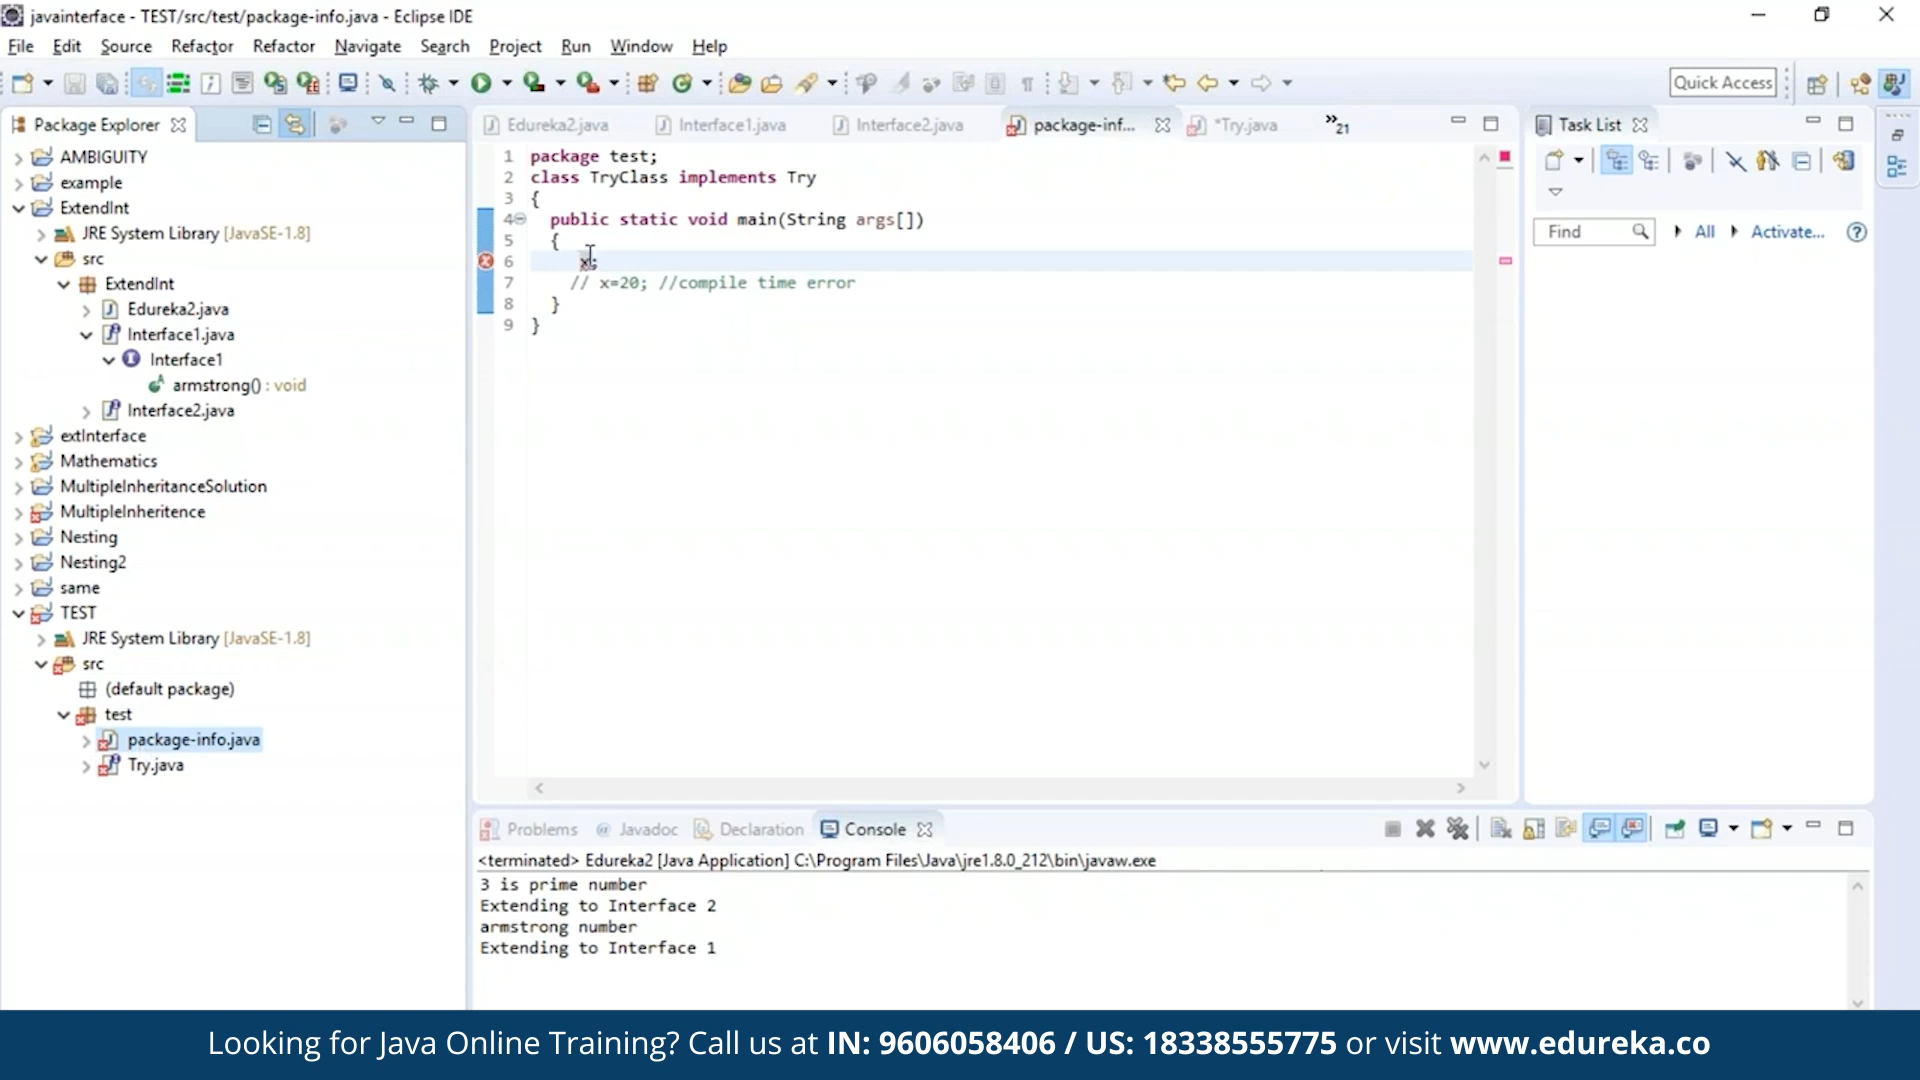 javainterface - TEST/src/test/package-info.java - Eclipse IDE
File Edit Source Refactor Refactor Navigate Search Project Run Window Help
Quick Access
Package Explorer
AMBIGUITY
example
ExtendInt
JRE System Library [JavaSE-1.8]
src
ExtendInt
Edureka2.java
Interface1.java
Interface1
armstrong() : void
Interface2.java
extInterface
Mathematics
MultipleInheritanceSolution
MultipleInheritence
Nesting
Nesting2
same
TEST
JRE System Library [JavaSE-1.8]
src
(default package)
test
package-info.java
Try.java
Edureka2.java Interface1.java Interface2.java package-inf... *Try.java »21
1 package test;
2 class TryClass implements Try
3 {
4 public static void main(String args[])
5 {
6 x;
7 // x=20; //compile time error
8 }
9 }
Task List
Find All Activate...
Problems @ Javadoc Declaration Console
<terminated> Edureka2 [Java Application] C:\Program Files\Java\jre1.8.0_212\bin\javaw.exe
3 is prime number
Extending to Interface 2
armstrong number
Extending to Interface 1
Looking for Java Online Training? Call us at IN: 9606058406 / US: 18338555775 or visit www.edureka.co